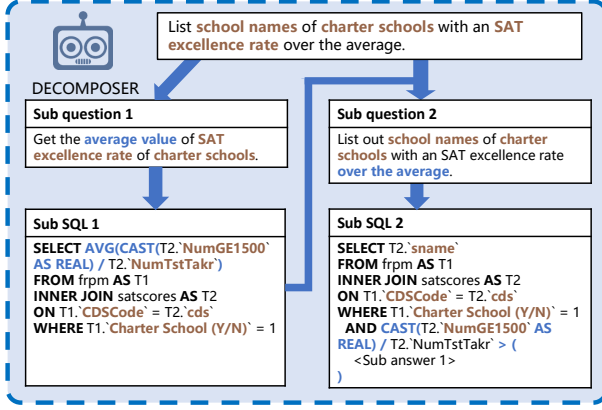 List school names of charter schools with an SAT
excellence rate over the average.
DECOMPOSER
Sub question 1
Get the average value of SAT
excellence rate of charter schools.
Sub question 2
List out school names of charter
schools with an SAT excellence rate
over the average.
Sub SQL 1
SELECT AVG(CAST(T2.`NumGE1500`
AS REAL) / T2.`NumTstTakr`)
FROM frpm AS T1
INNER JOIN satscores AS T2
ON T1.`CDSCode` = T2.`cds`
WHERE T1.`Charter School (Y/N)` = 1
Sub SQL 2
SELECT T2.`sname`
FROM frpm AS T1
INNER JOIN satscores AS T2
ON T1.`CDSCode` = T2.`cds`
WHERE T1.`Charter School (Y/N)` = 1
AND CAST(T2.`NumGE1500` AS
REAL) / T2.`NumTstTakr` > (
<Sub answer 1>
)